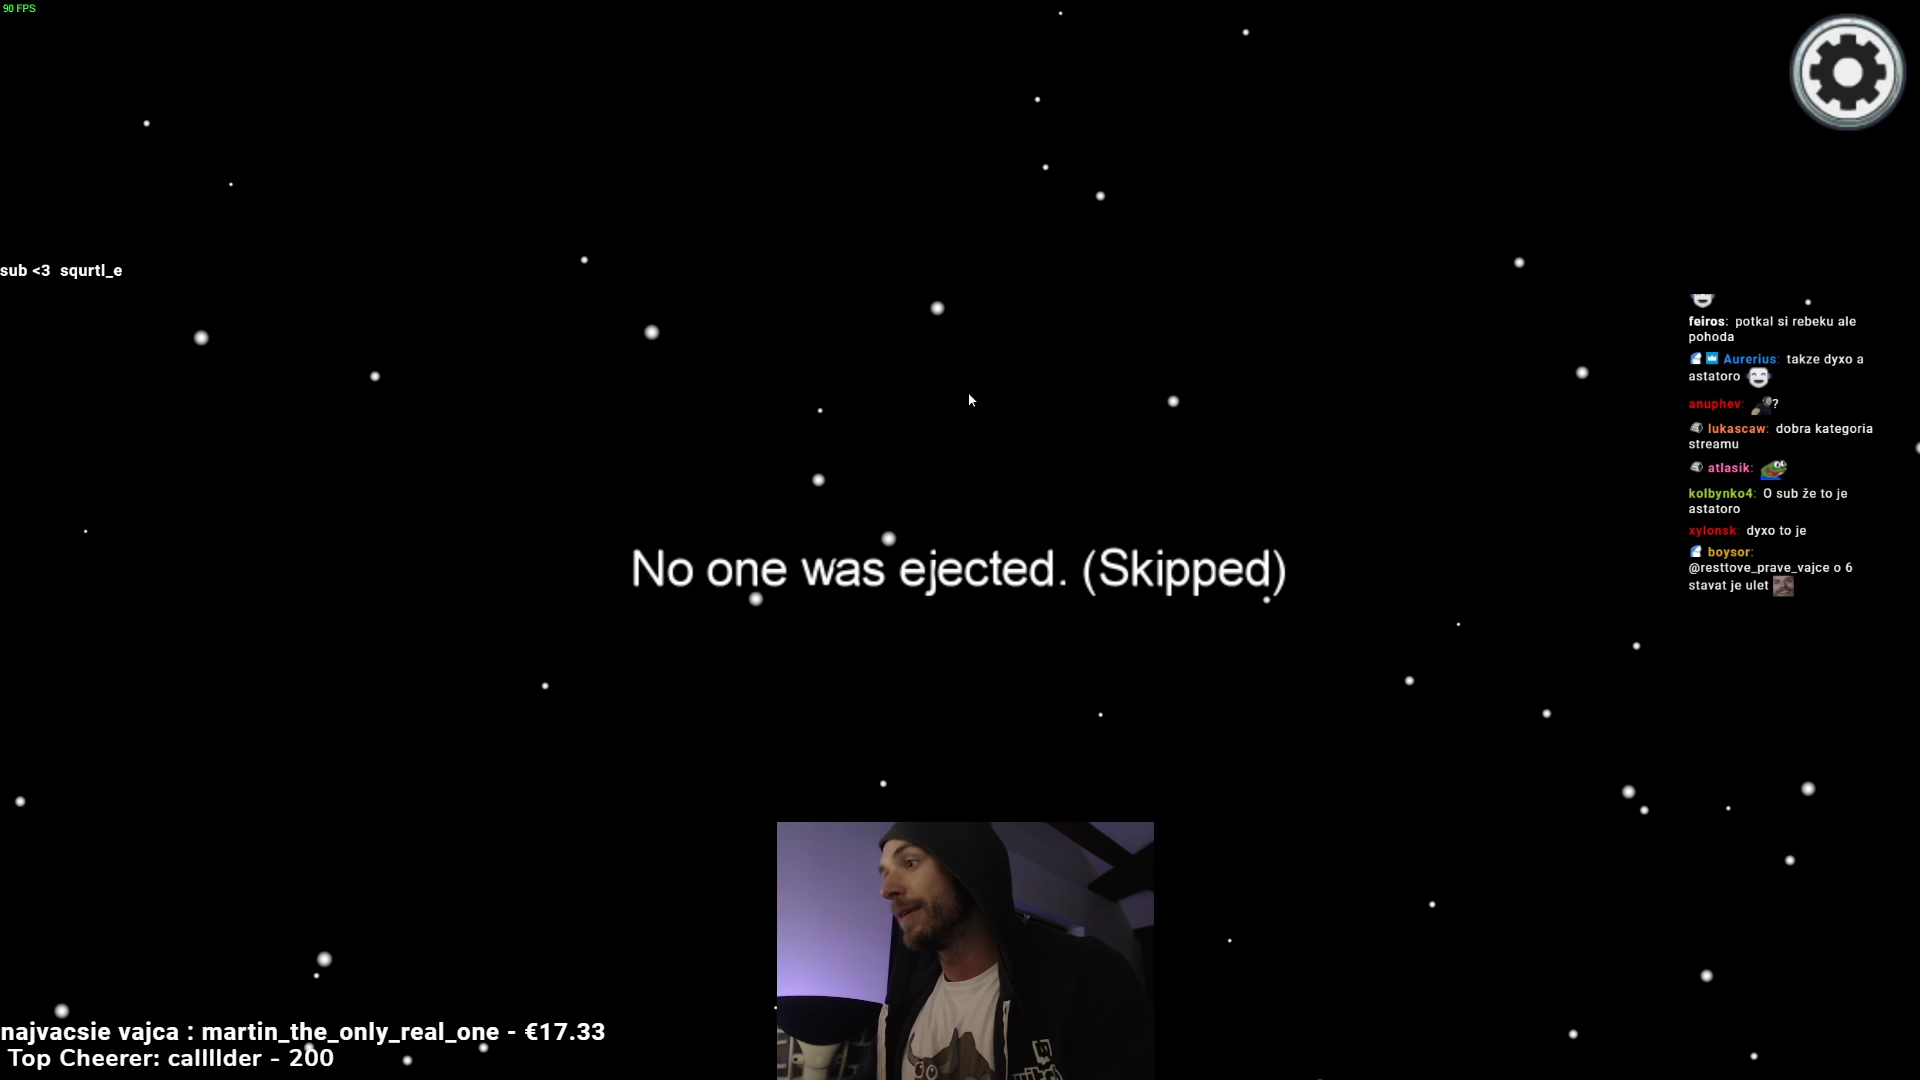 90 FPS
sub <3 squrtl_e
feiros: potkal si rebeku ale
pohoda
Aurerius: takze dyxo a
astatoro
anuphev: ?
lukascaw: dobra kategoria
streamu
atlasik:
kolbynko4: O sub že to je
astatoro
xylonsk: dyxo to je
boysor:
@resttove_prave_vajce o 6
stavat je ulet
No one was ejected. (Skipped)
najvacsie vajca : martin_the_only_real_one - €17.33
Top Cheerer: callllder - 200